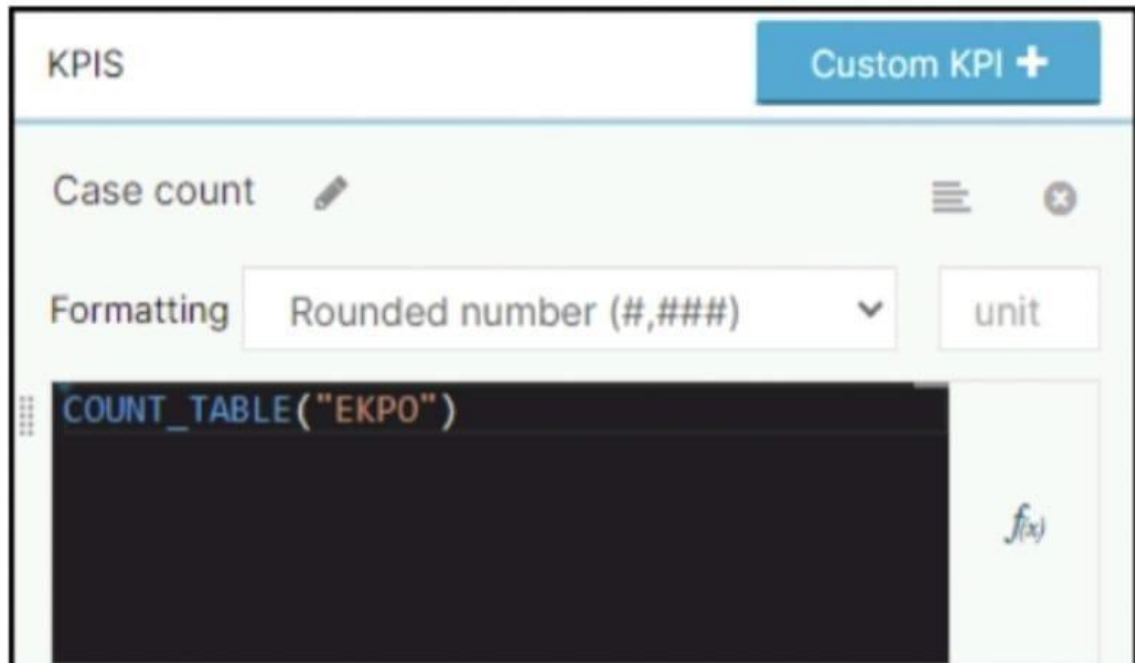 KPIS
Custom KPI +
Case count
Formatting
Rounded number (#,###)
unit
COUNT_TABLE("EKPO")
f(x)